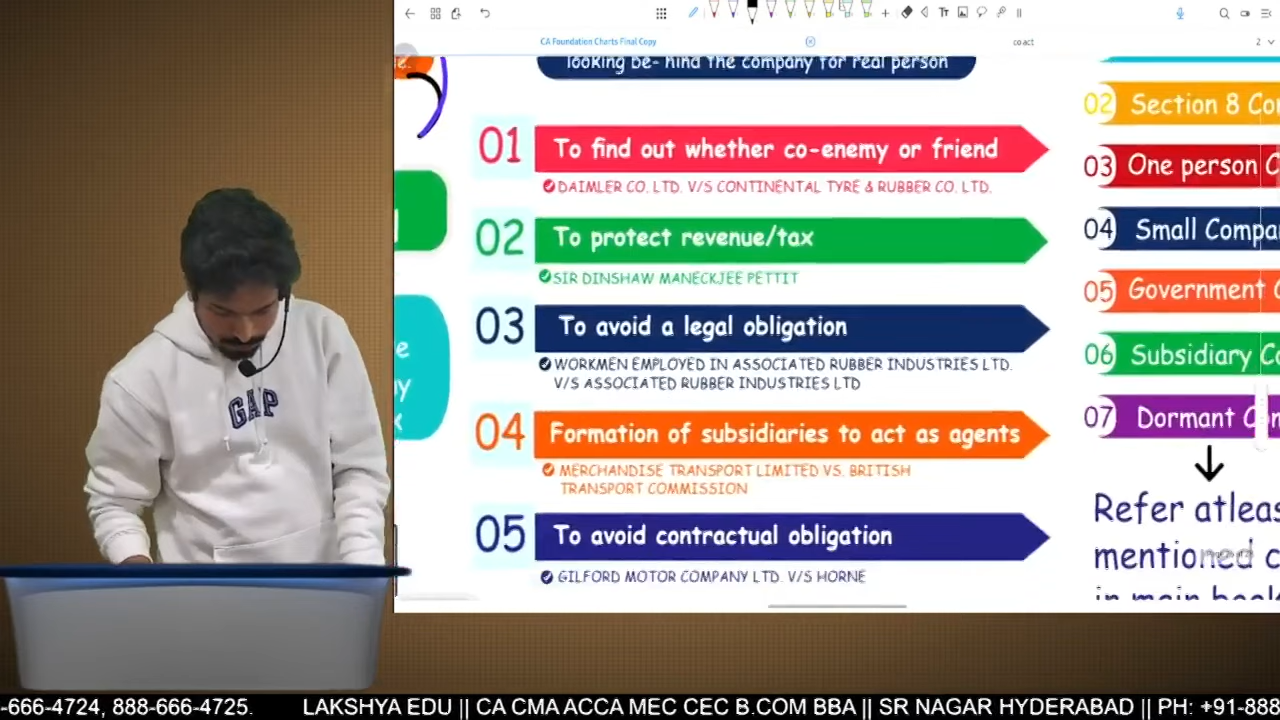 CA Foundation Charts Final Copy
co act
2
looking be- hind the company for real person
01 To find out whether co-enemy or friend
DAIMLER CO. LTD. V/S CONTINENTAL TYRE & RUBBER CO. LTD.
02 To protect revenue/tax
SIR DINSHAW MANECKJEE PETTIT
03 To avoid a legal obligation
WORKMEN EMPLOYED IN ASSOCIATED RUBBER INDUSTRIES LTD.
V/S ASSOCIATED RUBBER INDUSTRIES LTD
04 Formation of subsidiaries to act as agents
MERCHANDISE TRANSPORT LIMITED VS. BRITISH
TRANSPORT COMMISSION
05 To avoid contractual obligation
GILFORD MOTOR COMPANY LTD. V/S HORNE
02 Section 8 Co
03 One person C
04 Small Compa
05 Government C
06 Subsidiary Co
07 Dormant Com
Refer atleas
mentioned c
in main book
GAP
-666-4724, 888-666-4725. LAKSHYA EDU || CA CMA ACCA MEC CEC B.COM BBA || SR NAGAR HYDERABAD || PH: +91-888